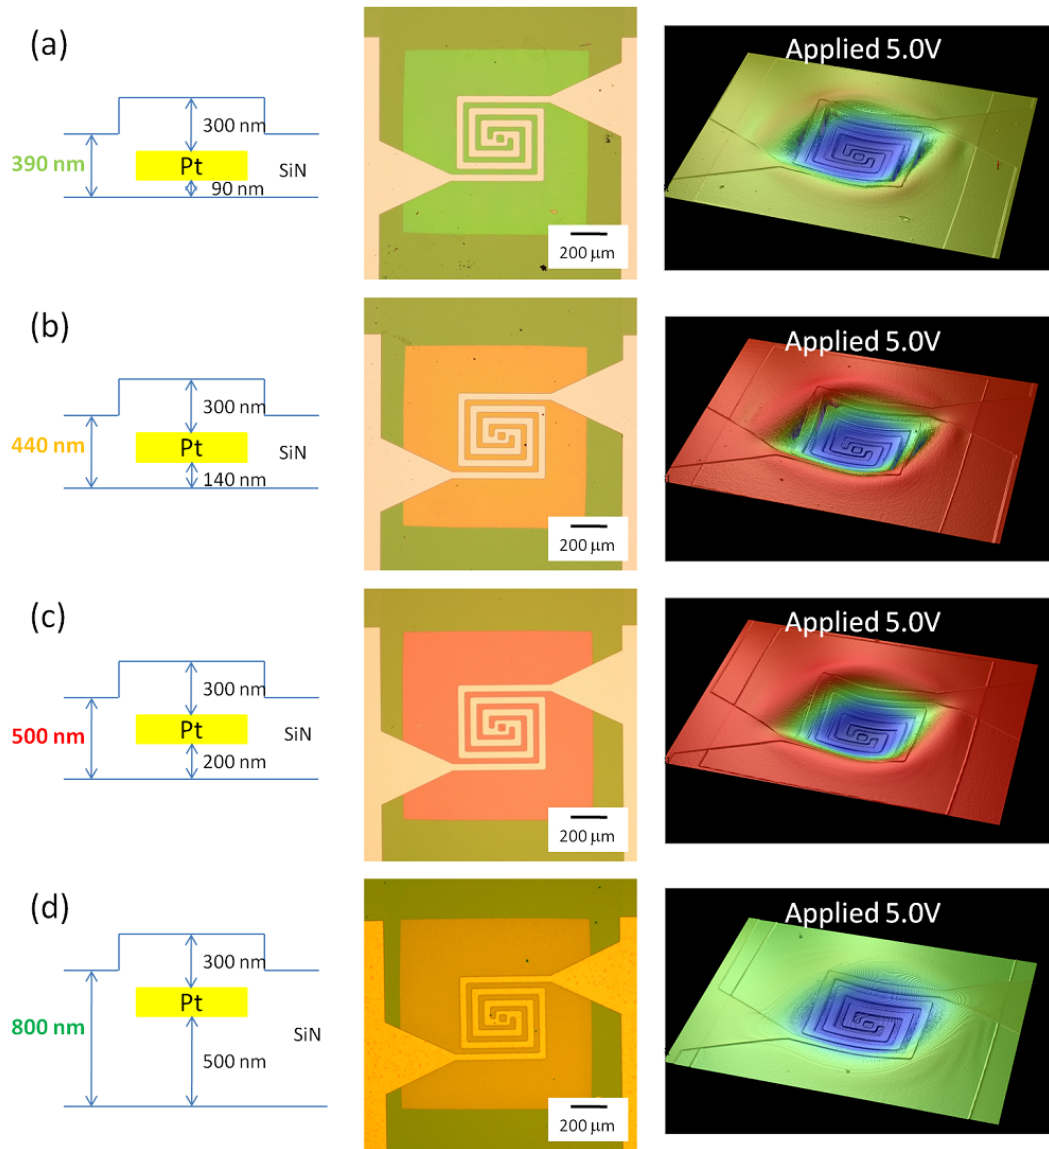 (a)
300 nm
390 nm
Pt
SiN
90 nm
200 μm
Applied 5.0V
(b)
300 nm
440 nm
Pt
SiN
140 nm
200 μm
Applied 5.0V
(c)
300 nm
500 nm
Pt
SiN
200 nm
200 μm
Applied 5.0V
(d)
300 nm
Pt
800 nm
SiN
500 nm
200 μm
Applied 5.0V